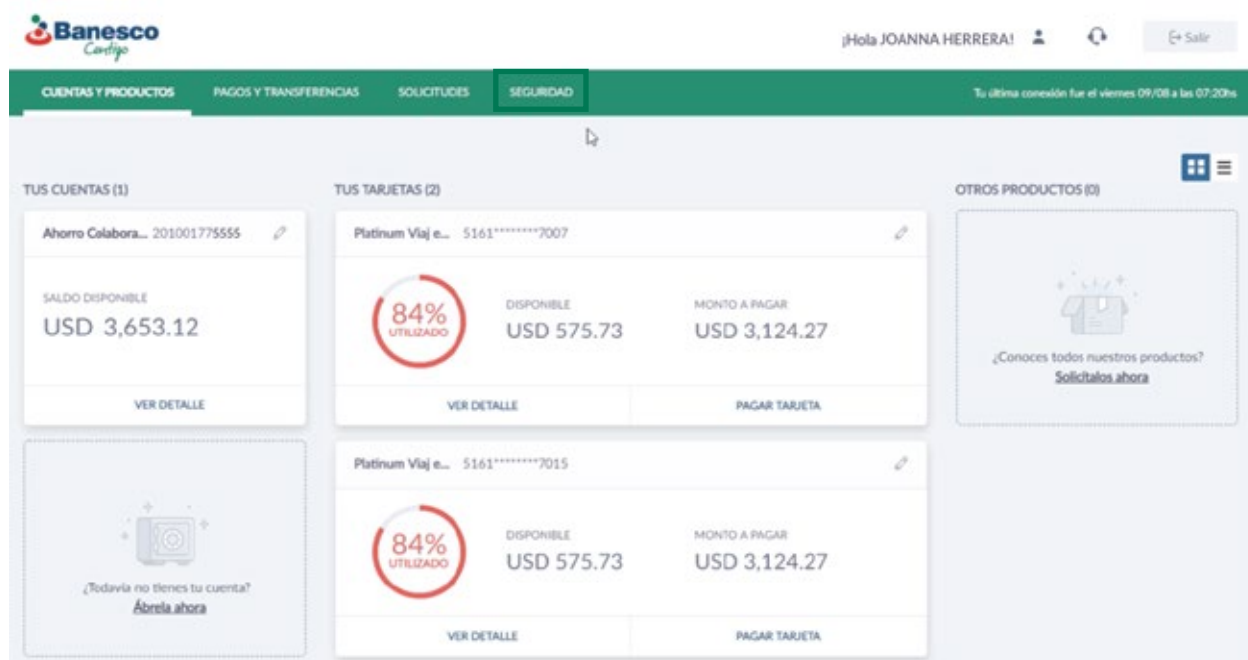 Banesco
Contigo
¡Hola JOANNA HERRERA!
Salir
CUENTAS Y PRODUCTOS
PAGOS Y TRANSFERENCIAS
SOLICITUDES
SEGURIDAD
Tu última conexión fue el viernes 09/08 a las 07:20hs
TUS CUENTAS (1)
Ahorro Colabora... 201001775555
SALDO DISPONIBLE
USD 3,653.12
VER DETALLE
¿Todavía no tienes tu cuenta?
Ábrela ahora
TUS TARJETAS (2)
Platinum Viaj e... 5161********7007
84%
UTILIZADO
DISPONIBLE
USD 575.73
MONTO A PAGAR
USD 3,124.27
VER DETALLE
PAGAR TARJETA
Platinum Viaj e... 5161********7015
84%
UTILIZADO
DISPONIBLE
USD 575.73
MONTO A PAGAR
USD 3,124.27
VER DETALLE
PAGAR TARJETA
OTROS PRODUCTOS (0)
¿Conoces todos nuestros productos?
Solicítalos ahora